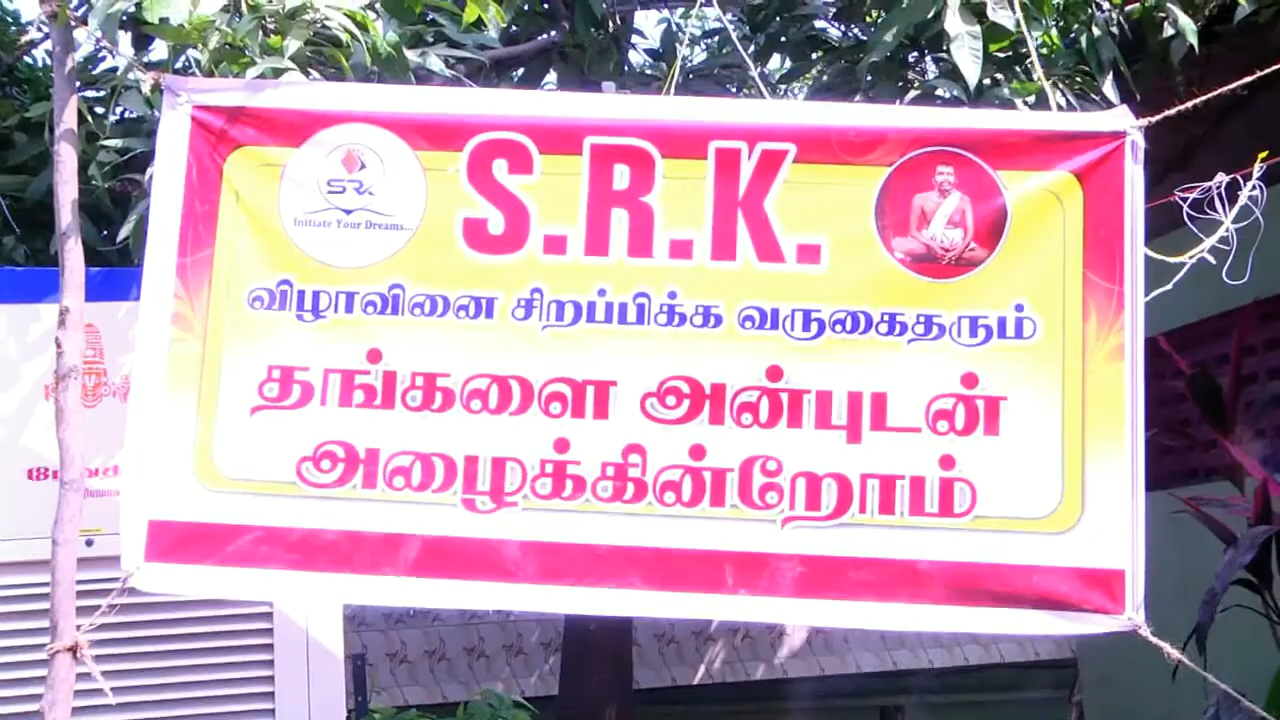 S.R.K.
SRK
Initiate Your Dreams...
விழாவினை சிறப்பிக்க வருகைதரும்
தங்களை அன்புடன்
அழைக்கின்றோம்